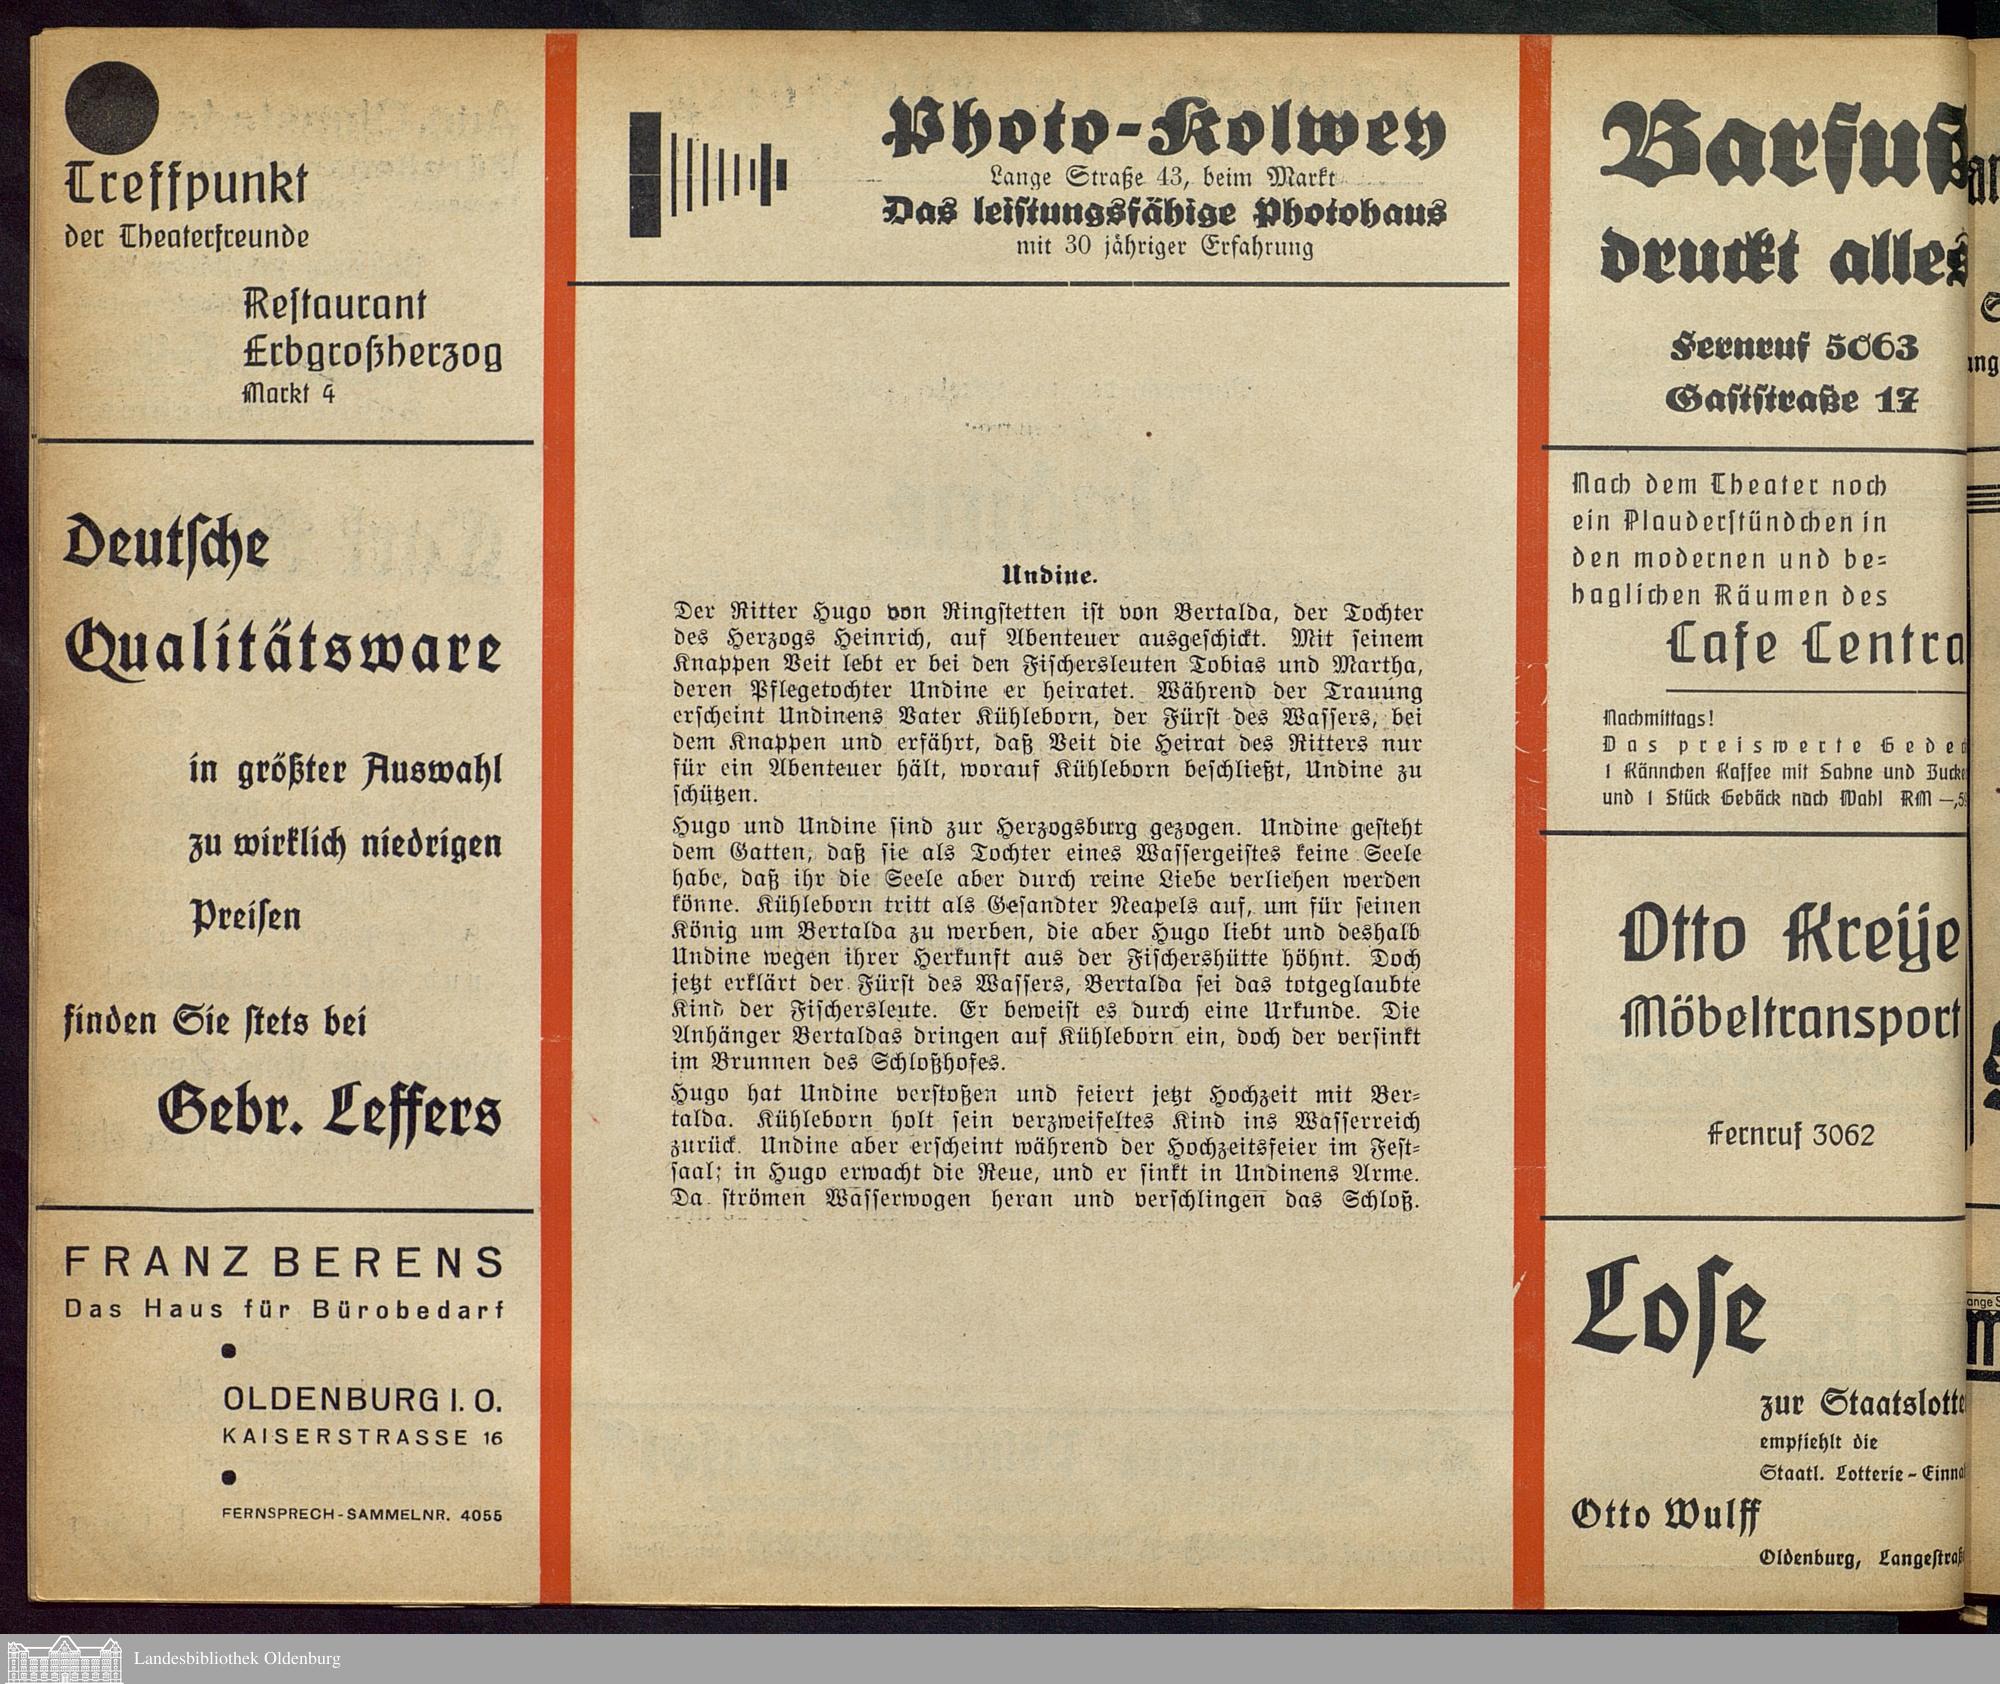 Treffpunkt
der Theaterfreunde
Restaurant
Erbgroßherzog
Markt 4
Deutsche
Qualitätsware
in größter Auswahl
zu wirklich niedrigen
Preisen
finden Sie stets bei
Gebr. Leffers
FRANZ BERENS
Das Haus für Bürobedarf
OLDENBURG I. O.
KAISERSTRASSE 16
FERNSPRECH-SAMMELNR. 4055
Photo-Kolwey
Lange Straße 43, beim Markt
Das leistungsfähige Photohaus
mit 30 jähriger Erfahrung
Undine.
Der Ritter Hugo von Ringstetten ist von Bertalda, der Tochter
des Herzogs Heinrich, auf Abenteuer ausgeschickt. Mit seinem
Knappen Veit lebt er bei den Fischersleuten Tobias und Martha,
deren Pflegetochter Undine er heiratet. Während der Trauung
erscheint Undinens Vater Kühleborn, der Fürst des Wassers, bei
dem Knappen und erfährt, daß Veit die Heirat des Ritters nur
für ein Abenteuer hält, worauf Kühleborn beschließt, Undine zu
schützen.
Hugo und Undine sind zur Herzogsburg gezogen. Undine gesteht
dem Gatten, daß sie als Tochter eines Wassergeistes keine Seele
habe, daß ihr die Seele aber durch reine Liebe verliehen werden
könne. Kühleborn tritt als Gesandter Neapels auf, um für seinen
König um Bertalda zu werben, die aber Hugo liebt und deshalb
Undine wegen ihrer Herkunft aus der Fischershütte höhnt. Doch
jetzt erklärt der Fürst des Wassers, Bertalda sei das totgeglaubte
Kind der Fischersleute. Er beweist es durch eine Urkunde. Die
Anhänger Bertaldas dringen auf Kühleborn ein, doch der versinkt
im Brunnen des Schloßhofes.
Hugo hat Undine verstoßen und feiert jetzt Hochzeit mit Ber-
talda. Kühleborn holt sein verzweifeltes Kind ins Wasserreich
zurück. Undine aber erscheint während der Hochzeitsfeier im Fest-
saal; in Hugo erwacht die Reue, und er sinkt in Undinens Arme.
Da strömen Wasserwogen heran und verschlingen das Schloß.
Barfuß
druckt alles
Fernruf 5063
Gaststraße 17
Nach dem Theater noch
ein Plauderstündchen in
den modernen und be-
haglichen Räumen des
Cafe Centra
Nachmittags!
Das preiswerte Gedec
1 Kännchen Kaffee mit Sahne und Zucke
und 1 Stück Gebäck nach Wahl RM —,5
Otto Kreije
Möbeltransport
Fernruf 3062
Lose
zur Staatslotte
empfiehlt die
Staatl. Lotterie-Einna
Otto Wulff
Oldenburg, Langestraß
Landesbibliothek Oldenburg